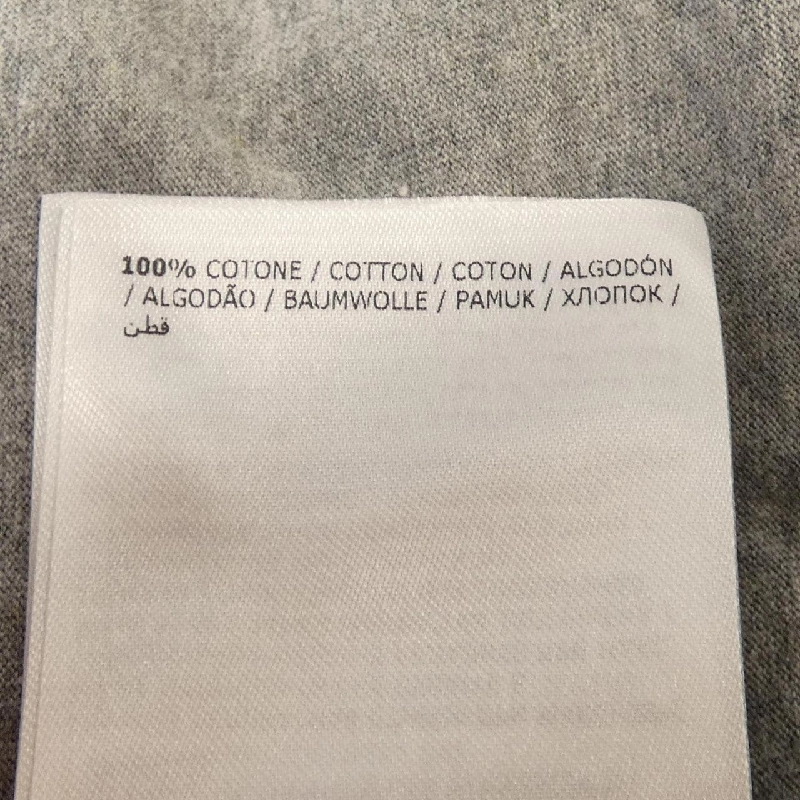 100% COTONE / COTTON / COTON / ALGODÓN
/ ALGODÃO / BAUMWOLLE / PAMUK / ХЛОПОК /
قطن